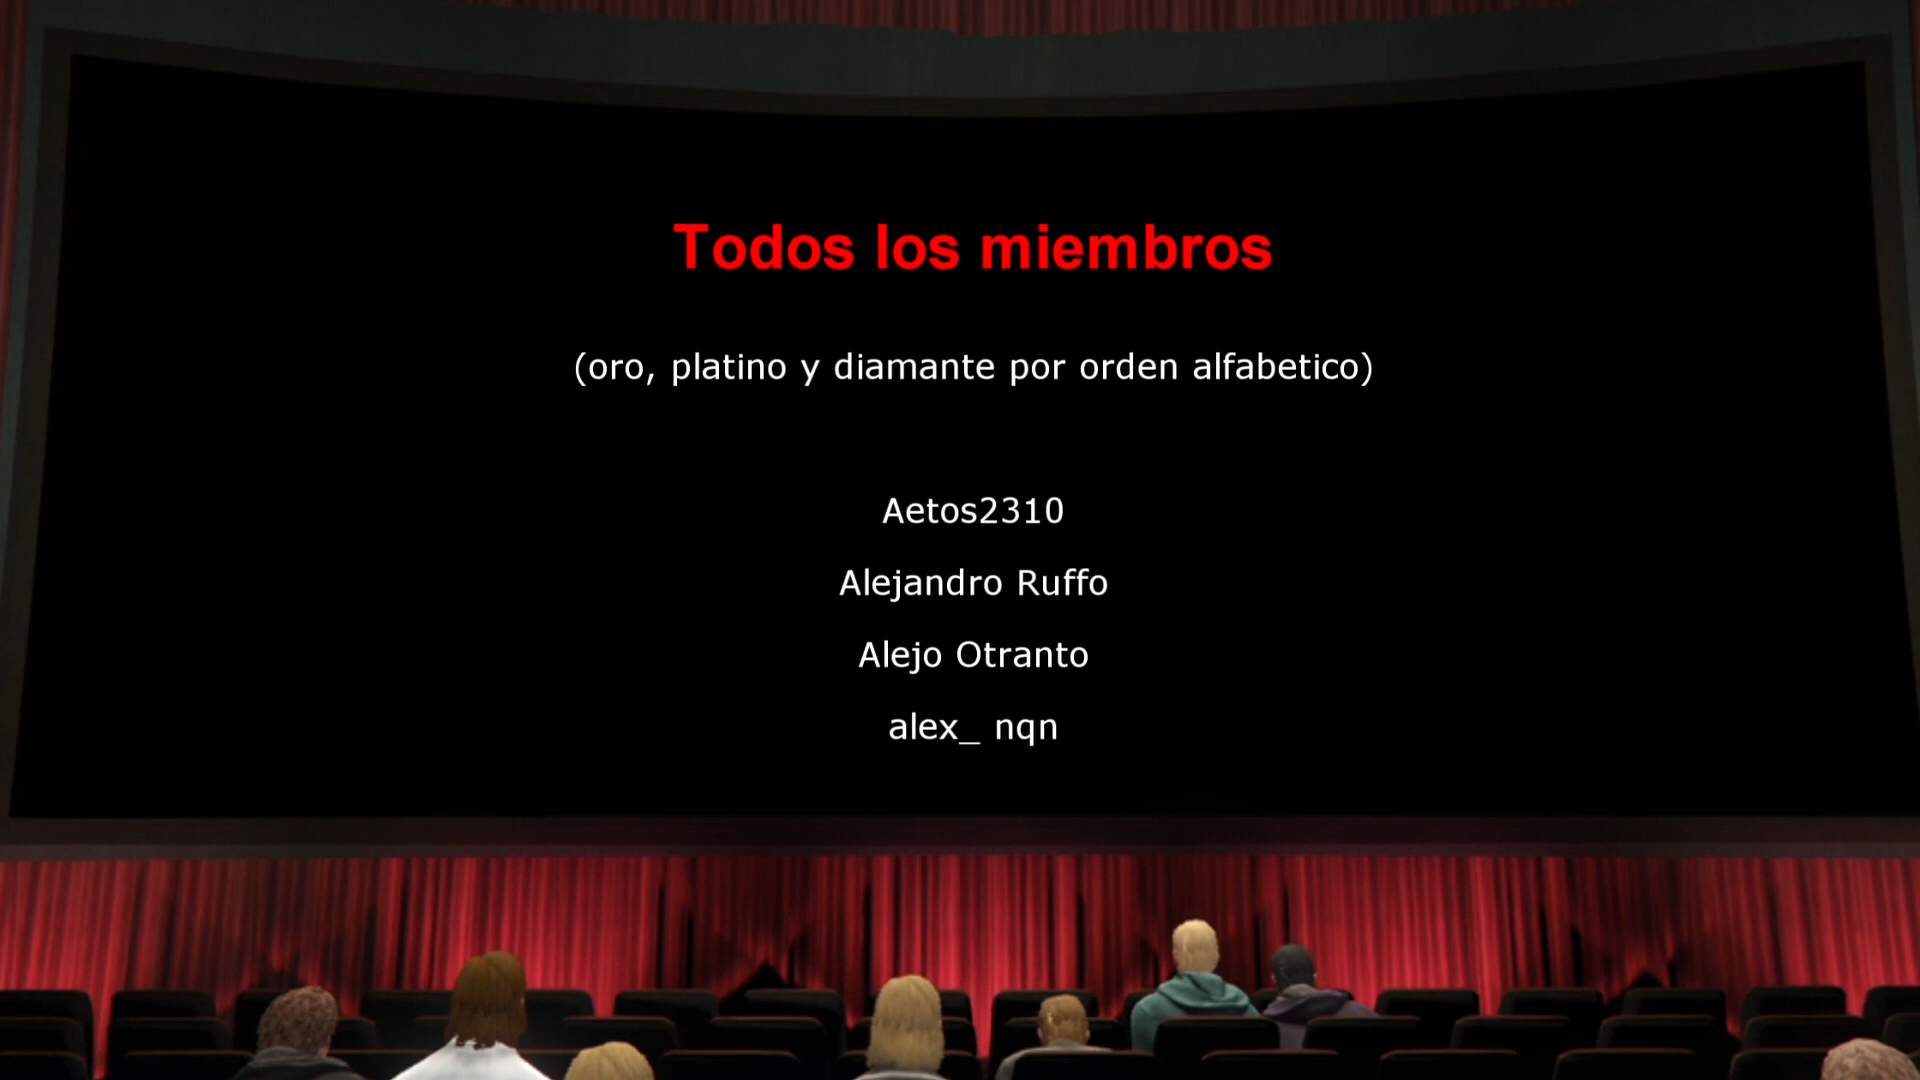 Todos los miembros
(oro, platino y diamante por orden alfabetico)
Aetos2310
Alejandro Ruffo
Alejo Otranto
alex_ nqn